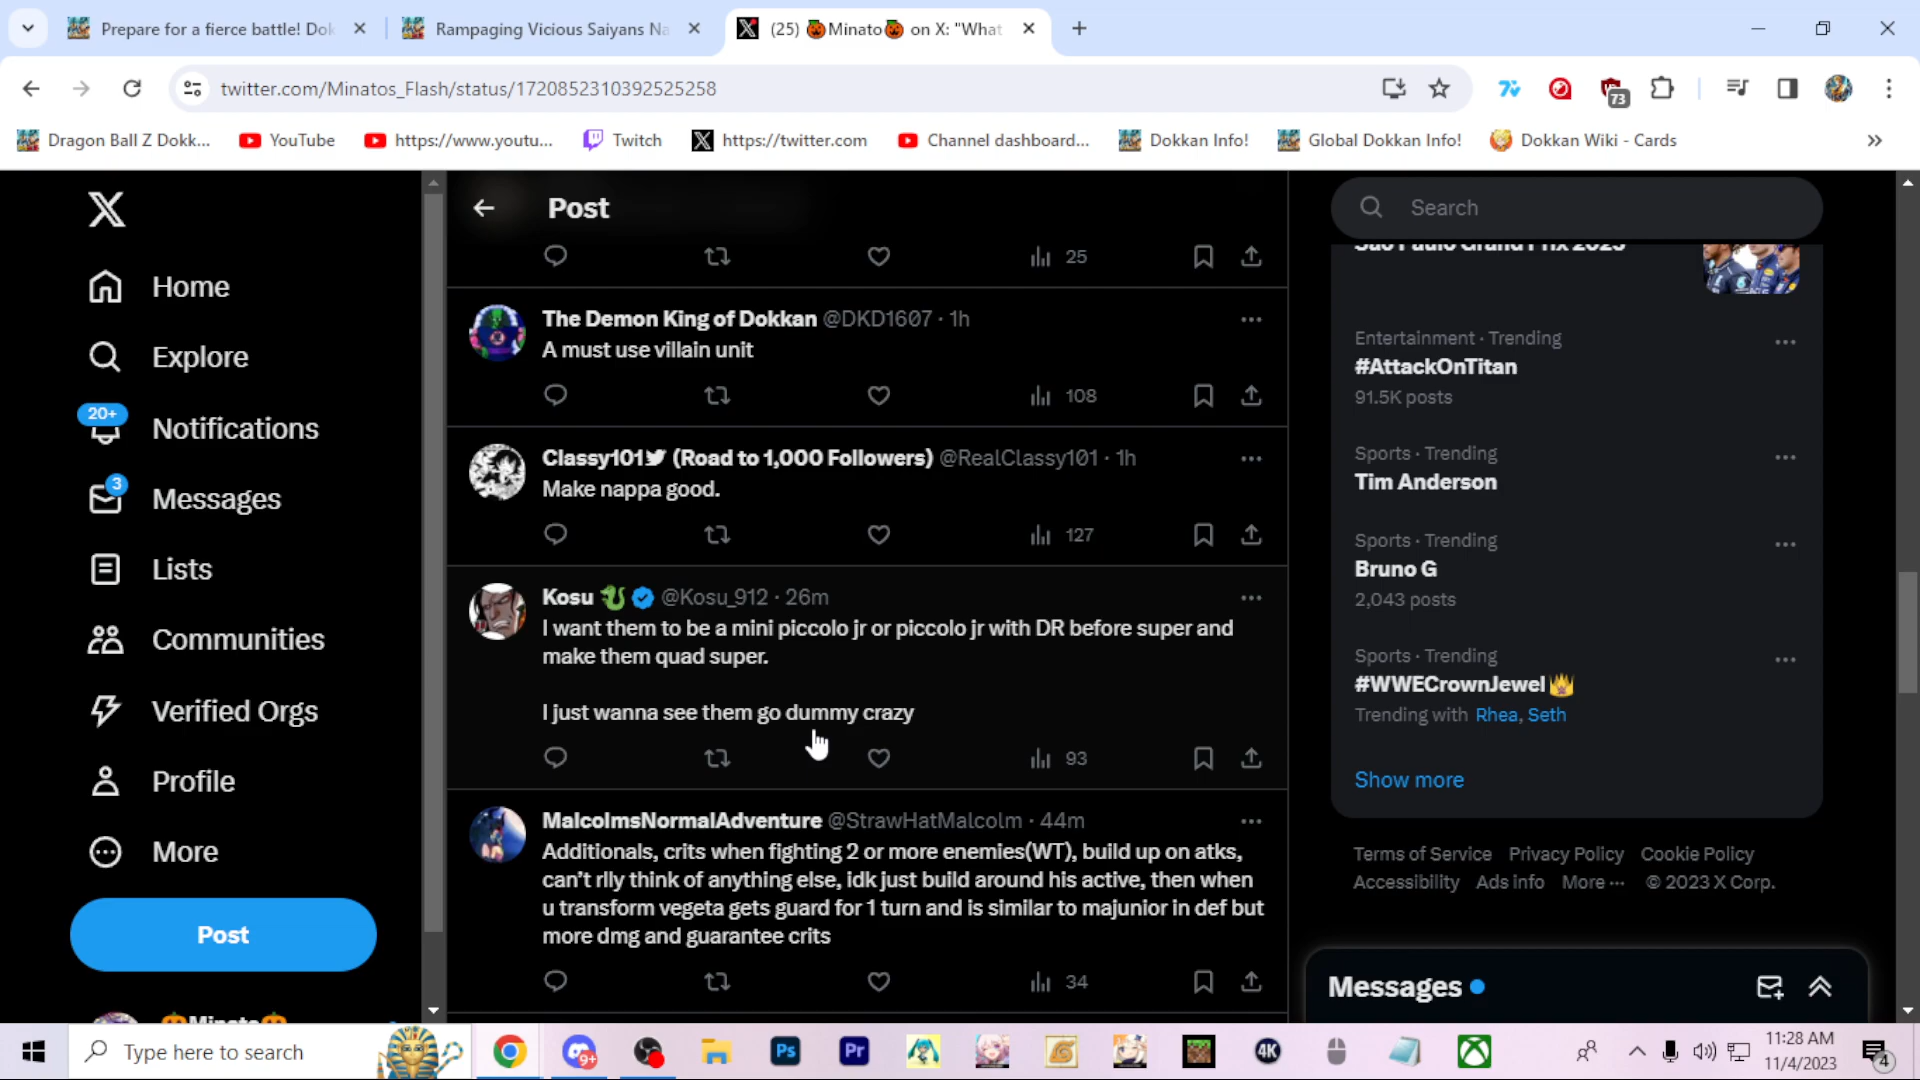 Prepare for a fierce battle! Dok
Rampaging Vicious Saiyans Na
(25) 🎃Minato🎃 on X: "What
twitter.com/Minatos_Flash/status/1720852310392525258
73
Dragon Ball Z Dokk...
YouTube
https://www.youtu...
Twitch
https://twitter.com
Channel dashboard...
Dokkan Info!
Global Dokkan Info!
Dokkan Wiki - Cards
Home
Explore
20+
Notifications
3
Messages
Lists
Communities
Verified Orgs
Profile
More
Post
🎃Minato🎃
Post
25
The Demon King of Dokkan @DKD1607 · 1h
A must use villain unit
108
Classy101 (Road to 1,000 Followers) @RealClassy101 · 1h
Make nappa good.
127
Kosu 🐉 @Kosu_912 · 26m
I want them to be a mini piccolo jr or piccolo jr with DR before super and
make them quad super.
I just wanna see them go dummy crazy
93
MalcolmsNormalAdventure @StrawHatMalcolm · 44m
Additionals, crits when fighting 2 or more enemies(WT), build up on atks,
can't rlly think of anything else, idk just build around his active, then when
u transform vegeta gets guard for 1 turn and is similar to majunior in def but
more dmg and guarantee crits
34
Search
São Paulo Grand Prix 2023
Entertainment · Trending
#AttackOnTitan
91.5K posts
Sports · Trending
Tim Anderson
Sports · Trending
Bruno G
2,043 posts
Sports · Trending
#WWECrownJewel
Trending with Rhea, Seth
Show more
Terms of Service Privacy Policy Cookie Policy
Accessibility Ads info More ··· © 2023 X Corp.
Messages
Type here to search
9+
Ps
Pr
4K
11:28 AM
11/4/2023
4